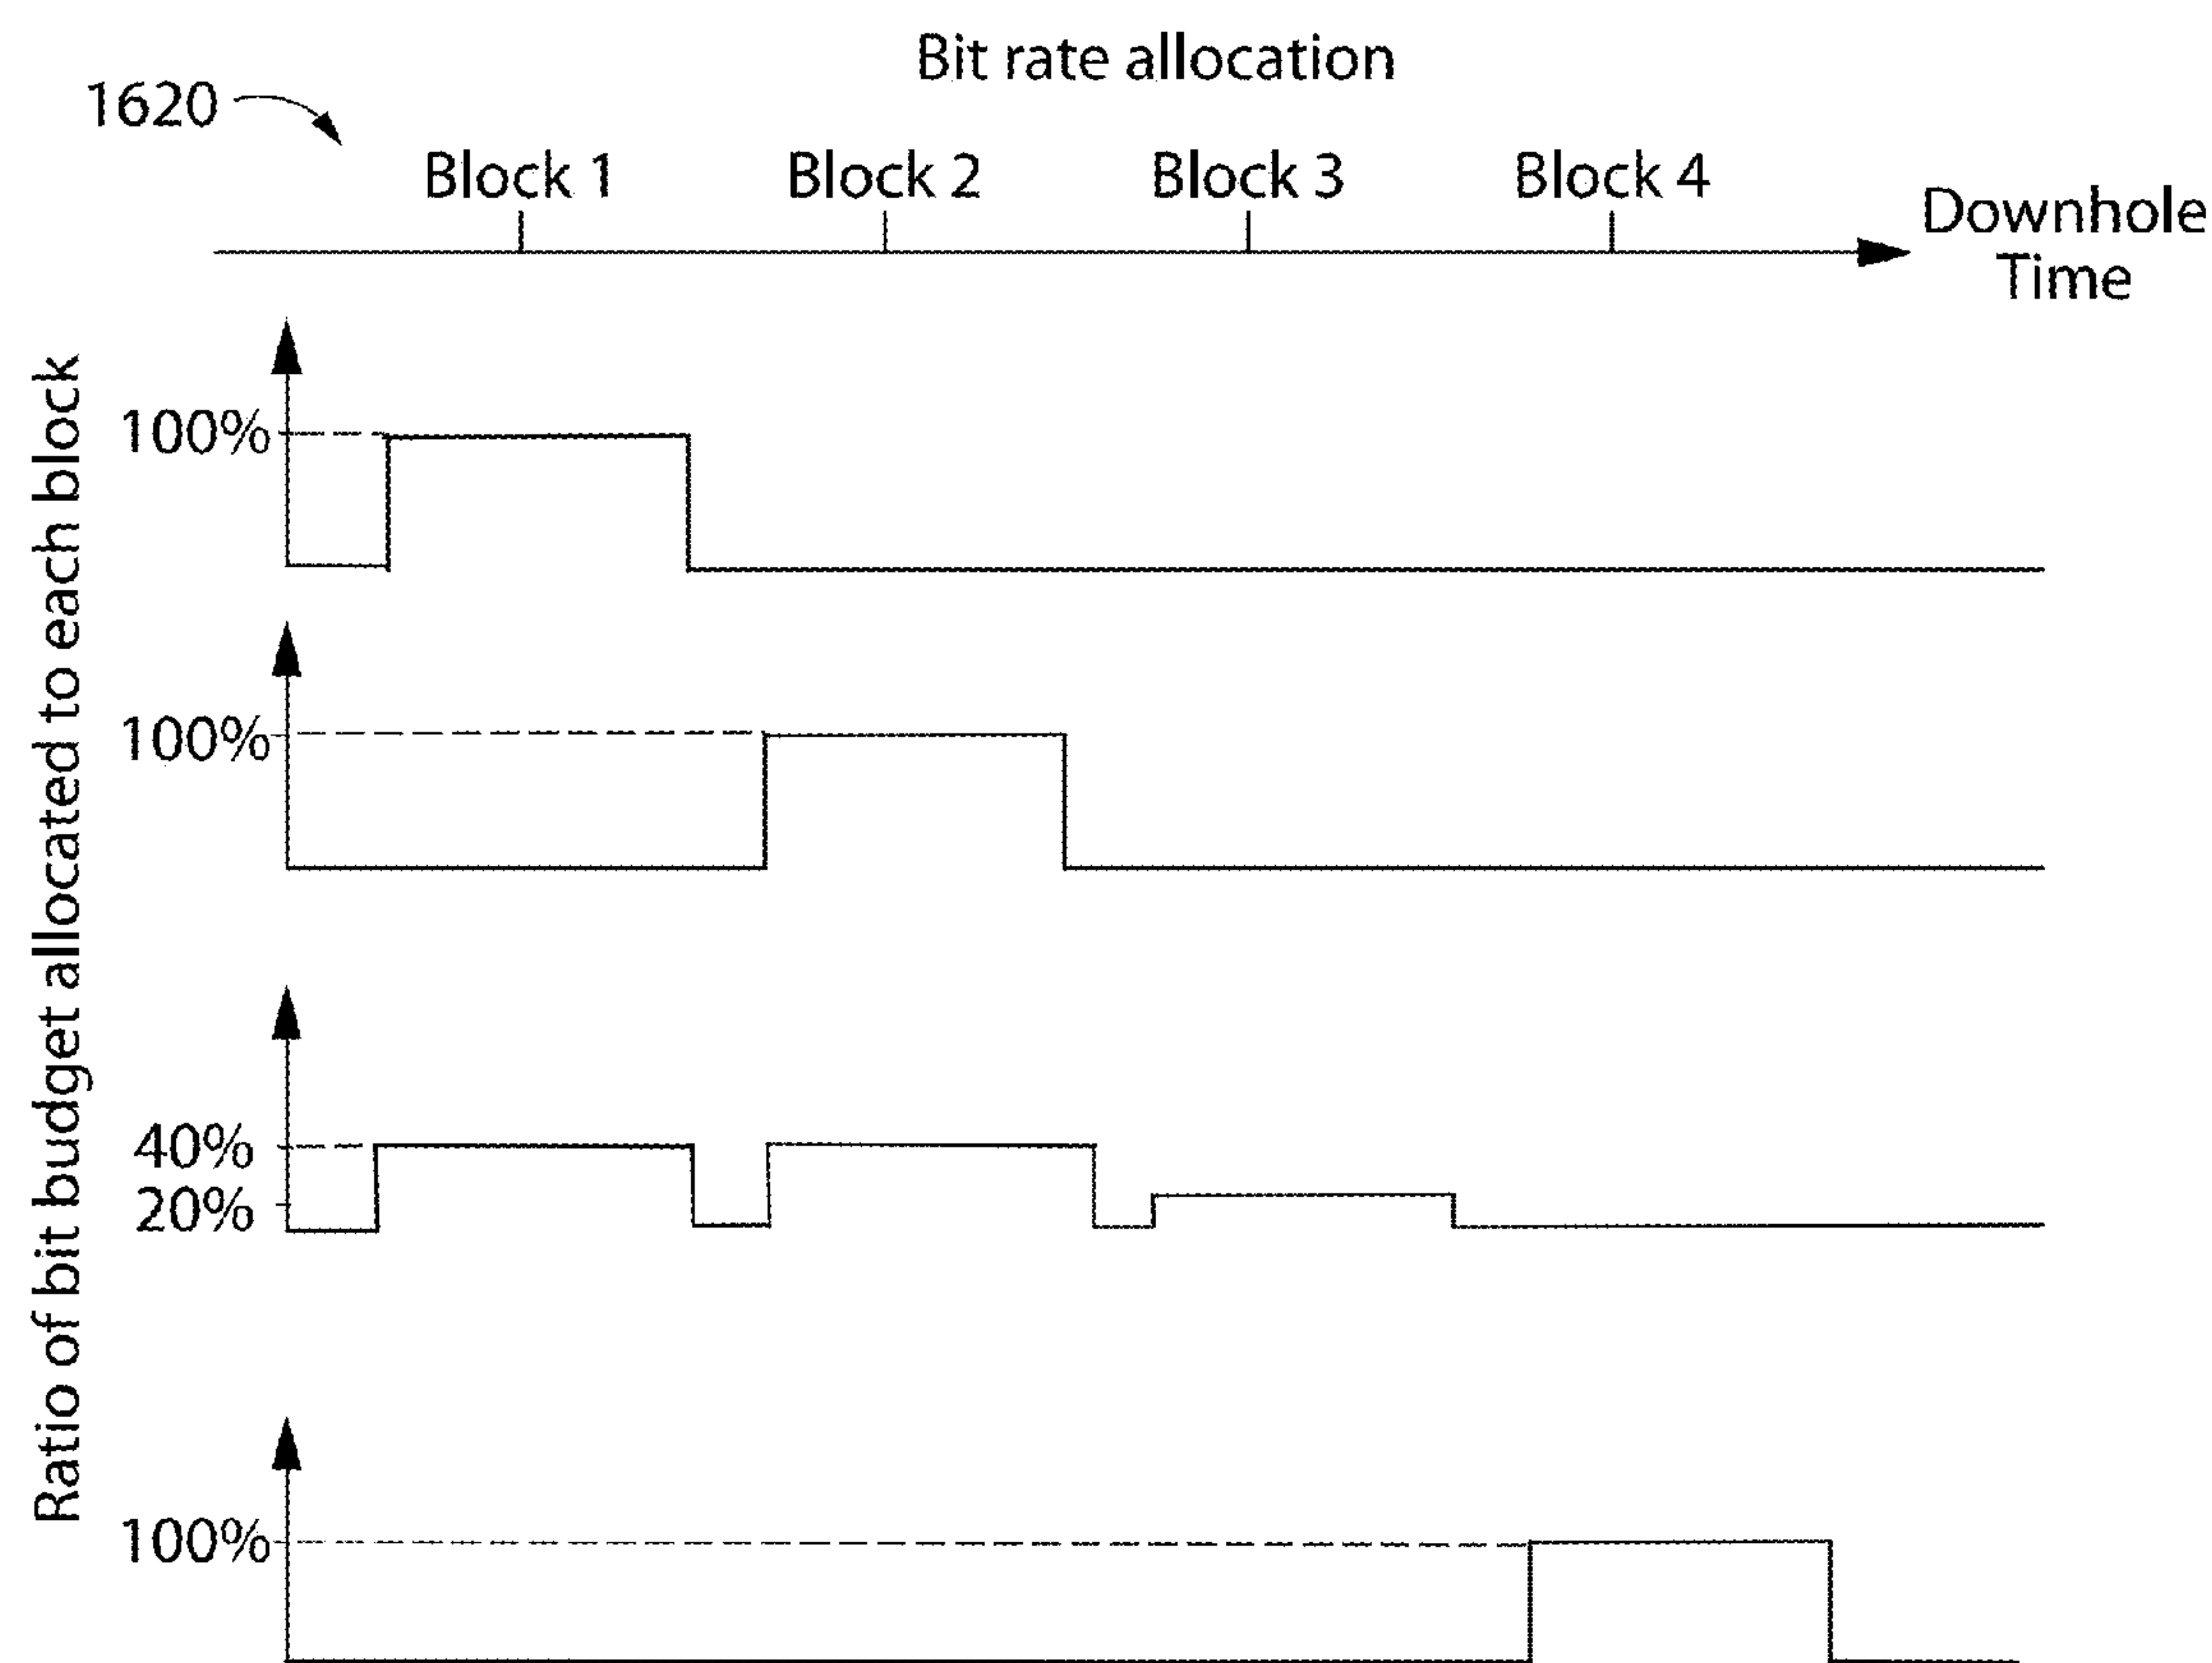 Bit rate allocation
1620
Block 1 Block 2 Block 3 Block 4
Downhole
Time
Ratio of bit budget allocated to each block
100%
100%
40%
20%
100%